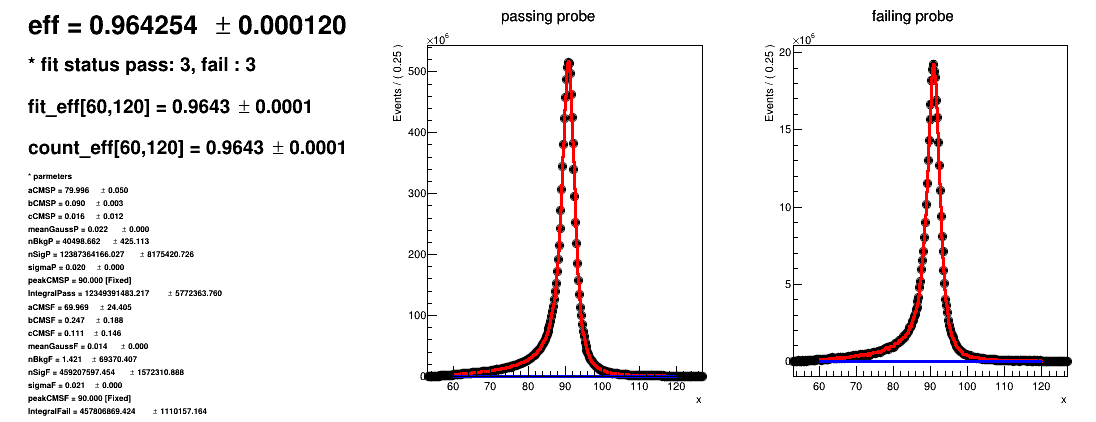 eff = 0.964254 ± 0.000120
* fit status pass: 3, fail : 3
fit_eff[60,120] = 0.9643 ± 0.0001
count_eff[60,120] = 0.9643 ± 0.0001
* parmeters
aCMSP = 79.996 ± 0.050
bCMSP = 0.090 ± 0.003
cCMSP = 0.016 ± 0.012
meanGaussP = 0.022 ± 0.000
nBkgP = 40498.662 ± 425.113
nSigP = 12387364166.027 ± 8175420.726
sigmaP = 0.020 ± 0.000
peakCMSP = 90.000 [Fixed]
IntegralPass = 12349391483.217 ± 5772363.760
aCMSF = 69.969 ± 24.405
bCMSF = 0.247 ± 0.188
cCMSF = 0.111 ± 0.146
meanGaussF = 0.014 ± 0.000
nBkgF = 1.421 ± 69370.407
nSigF = 459207597.454 ± 1572310.888
sigmaF = 0.021 ± 0.000
peakCMSF = 90.000 [Fixed]
IntegralFail = 457806869.424 ± 1110157.164
passing probe
×10⁶
Events / ( 0.25 )
500
400
300
200
100
0
60 70 80 90 100 110 120
x
failing probe
×10⁶
Events / ( 0.25 )
20
15
10
5
0
60 70 80 90 100 110 120
x